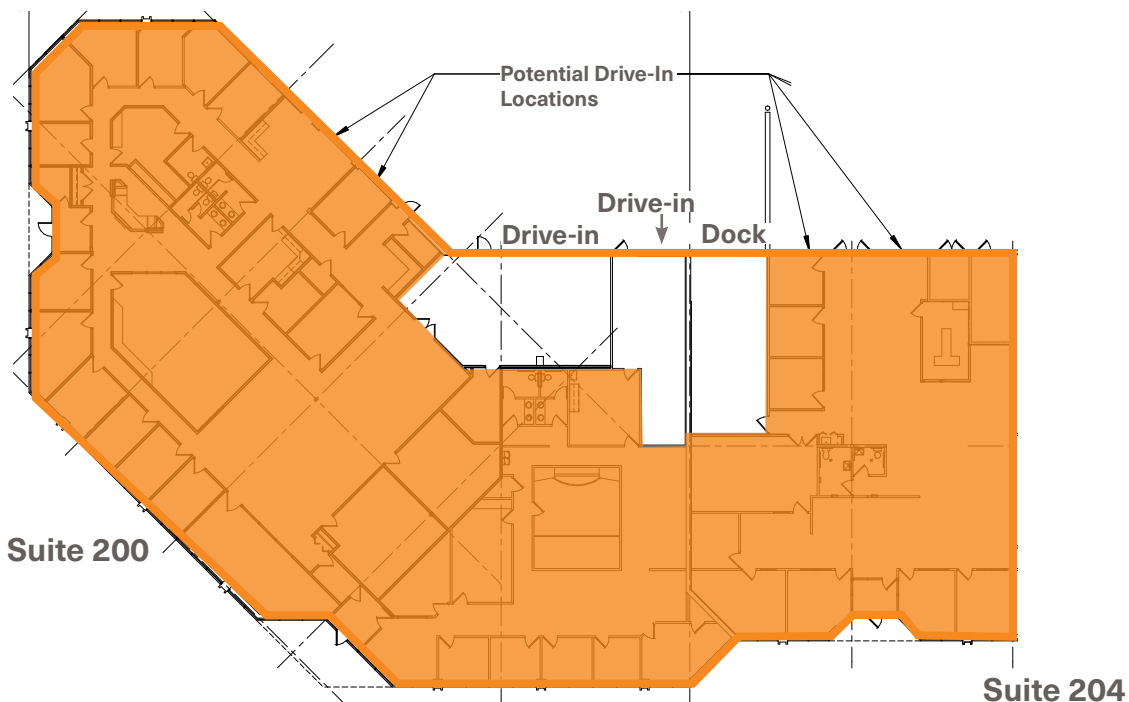 Potential Drive-In
Locations
Drive-in
Drive-in
Dock
Suite 200
Suite 204